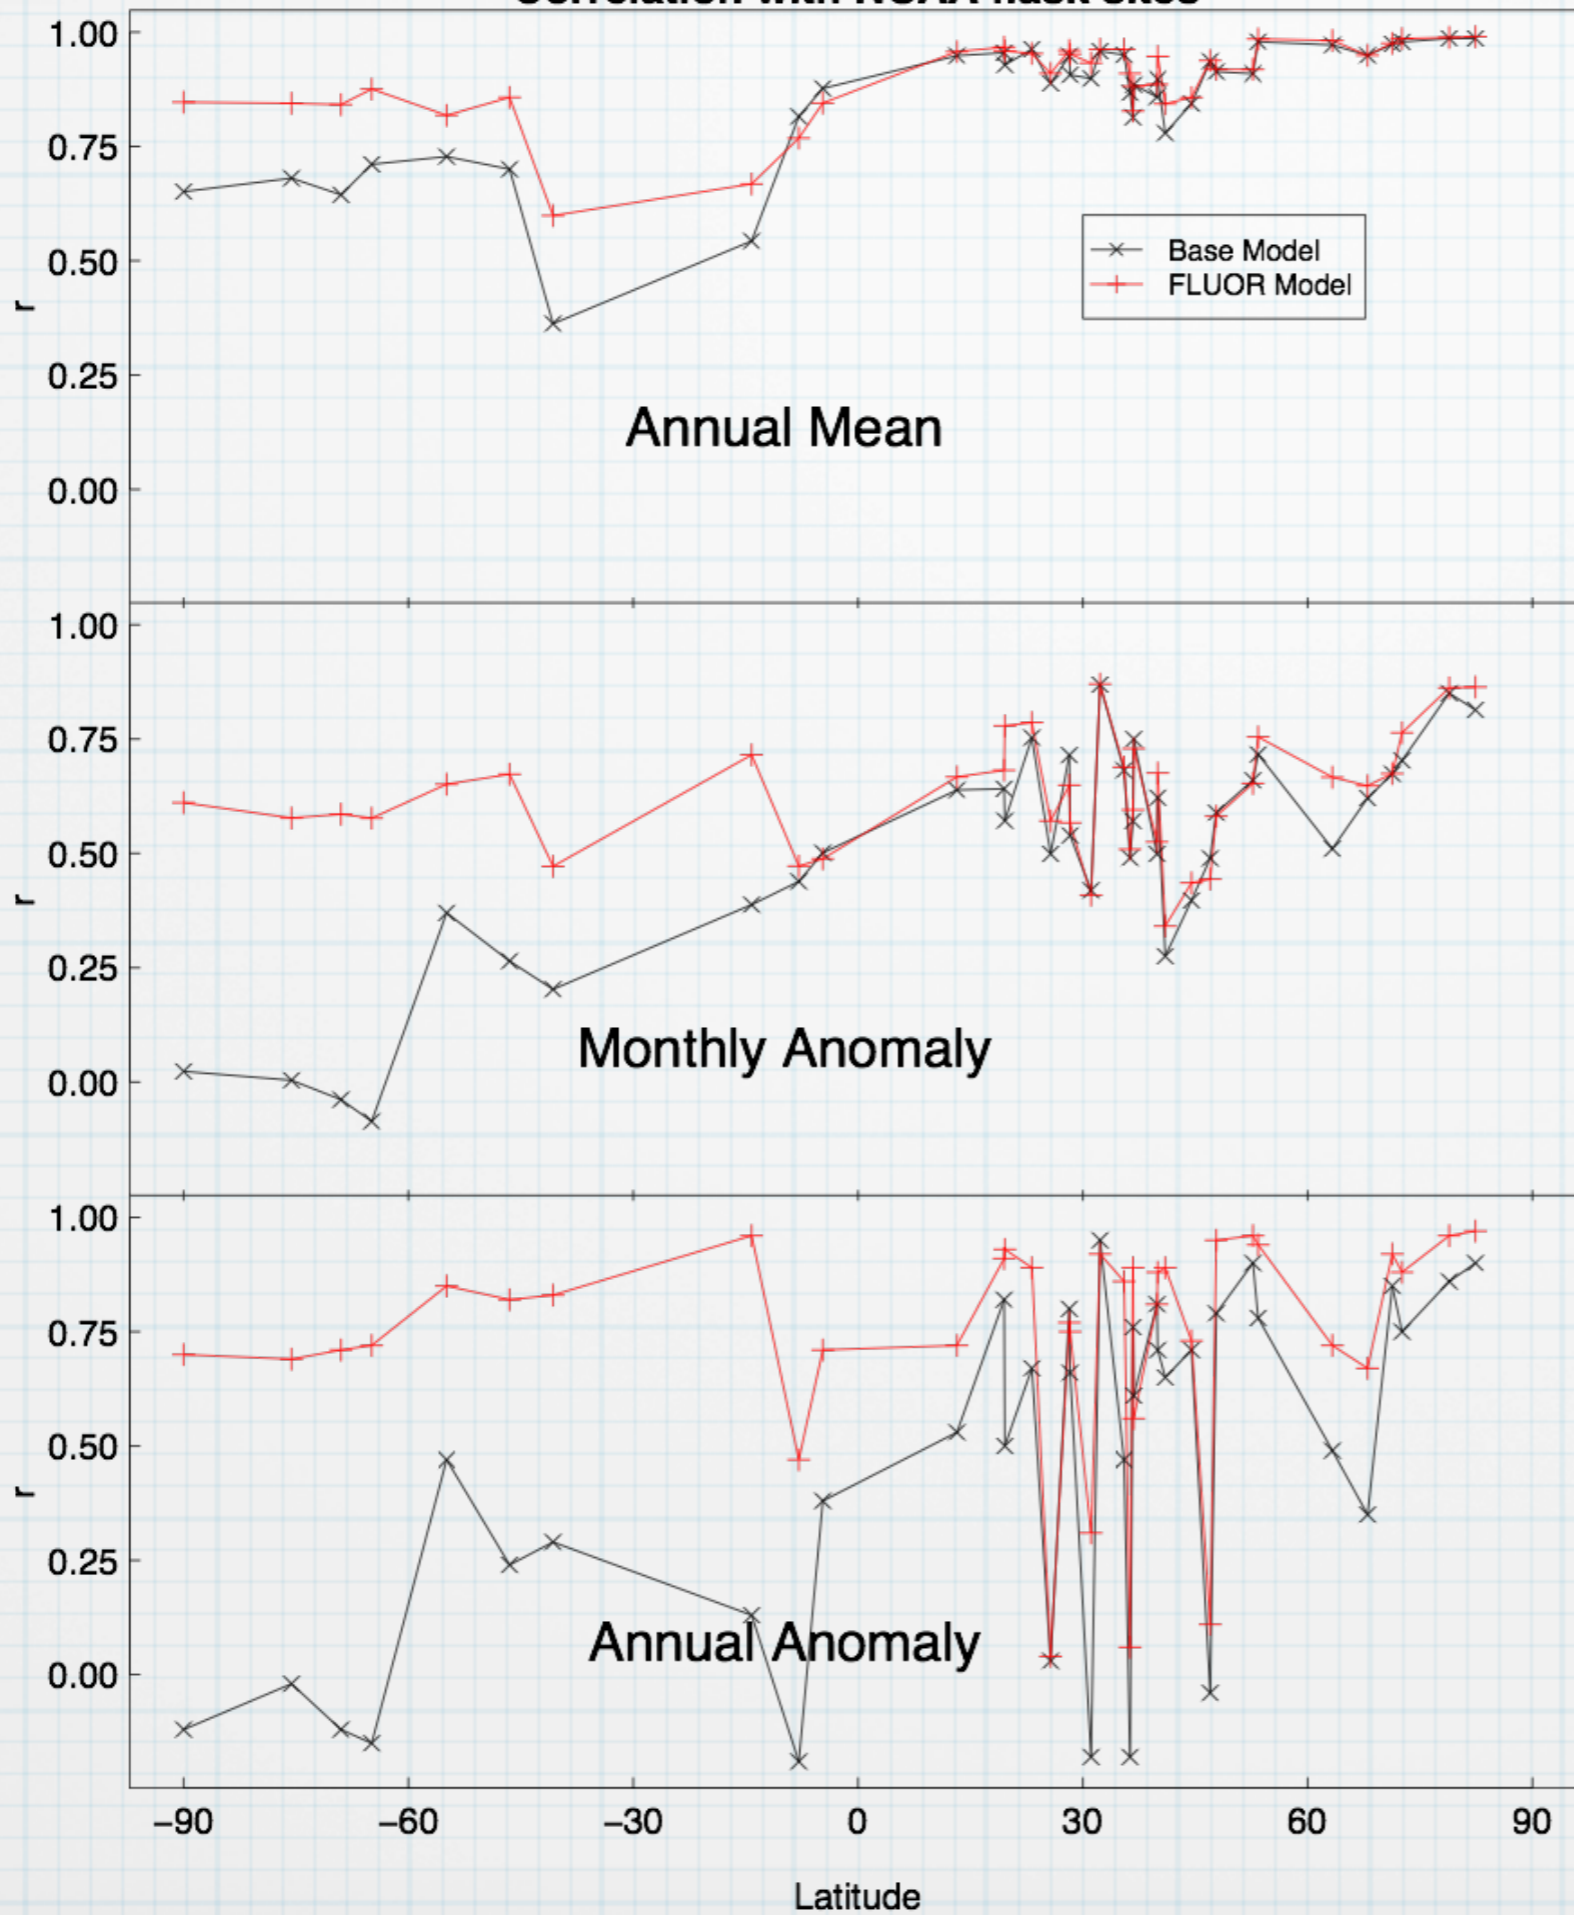 Correlation with NOAA flask sites
1.00
0.75
0.50
0.25
0.00
r
Base Model
FLUOR Model
Annual Mean
1.00
0.75
0.50
0.25
0.00
r
Monthly Anomaly
1.00
0.75
0.50
0.25
0.00
r
Annual Anomaly
−90
−60
−30
0
30
60
90
Latitude